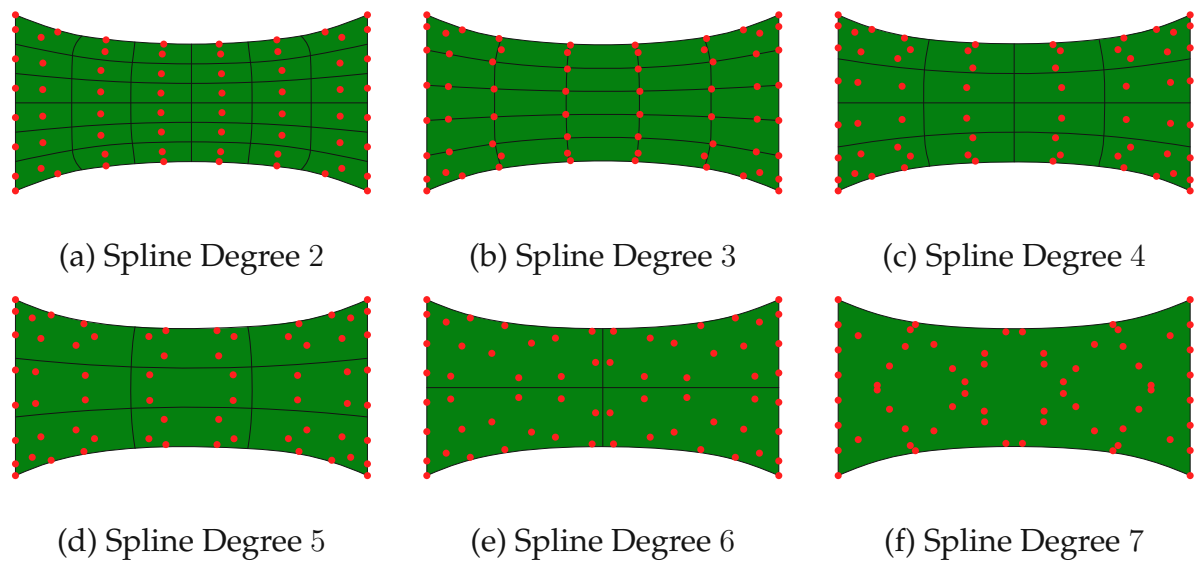 (a) Spline Degree 2
(b) Spline Degree 3
(c) Spline Degree 4
(d) Spline Degree 5
(e) Spline Degree 6
(f) Spline Degree 7